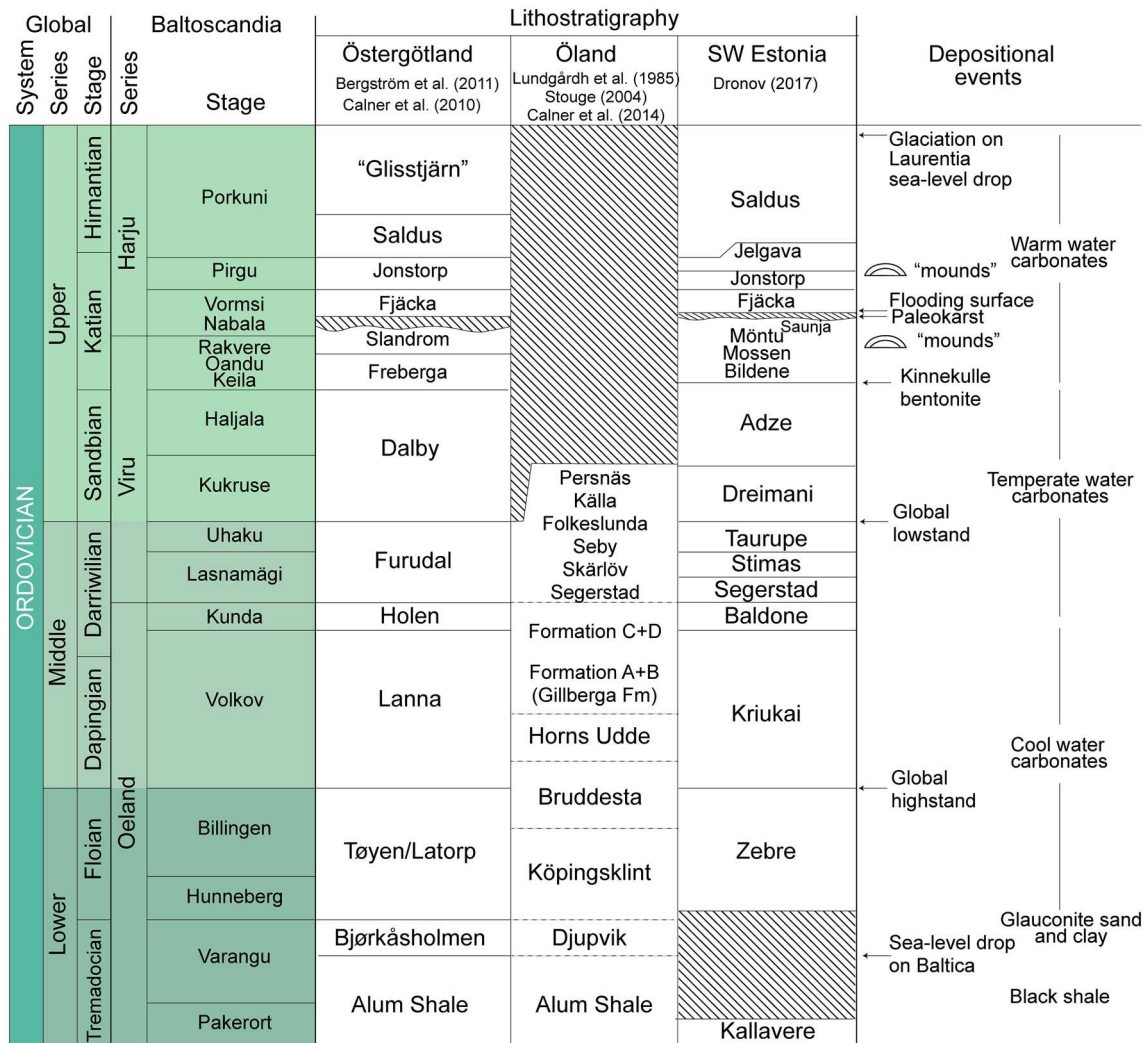 Global
Baltoscandia
Lithostratigraphy
System
Series
Stage
Series
Stage
Östergötland
Bergström et al. (2011)
Calner et al. (2010)
Öland
Lundgårdh et al. (1985)
Stouge (2004)
Calner et al. (2014)
SW Estonia
Dronov (2017)
Depositional
events
ORDOVICIAN
Upper
Middle
Lower
Hirnantian
Katian
Sandbian
Darriwilian
Dapingian
Floian
Tremadocian
Harju
Viru
Oeland
Porkuni
Pirgu
Vormsi
Nabala
Rakvere
Oandu
Keila
Haljala
Kukruse
Uhaku
Lasnamägi
Kunda
Volkov
Billingen
Hunneberg
Varangu
Pakerort
“Glisstjärn”
Saldus
Jonstorp
Fjäcka
Slandrom
Freberga
Dalby
Furudal
Holen
Lanna
Tøyen/Latorp
Bjørkåsholmen
Alum Shale
Persnäs
Källa
Folkeslunda
Seby
Skärlöv
Segerstad
Formation C+D
Formation A+B
(Gillberga Fm)
Horns Udde
Bruddesta
Köpingsklint
Djupvik
Alum Shale
Saldus
Jelgava
Jonstorp
Fjäcka
Saunja
Möntu
Mossen
Bildene
Adze
Dreimani
Taurupe
Stimas
Segerstad
Baldone
Kriukai
Zebre
Kallavere
Glaciation on
Laurentia
sea-level drop
“mounds”
Flooding surface
Paleokarst
“mounds”
Kinnekulle
bentonite
Global
lowstand
Global
highstand
Sea-level drop
on Baltica
Warm water
carbonates
Temperate water
carbonates
Cool water
carbonates
Glauconite sand
and clay
Black shale